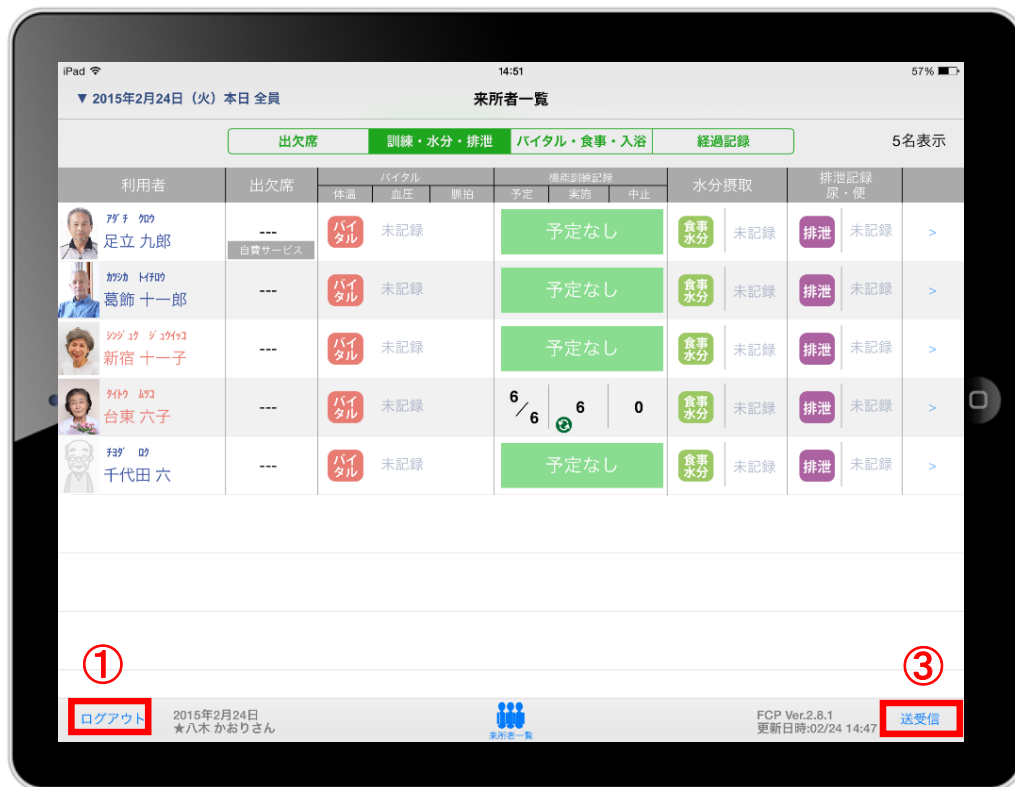 iPad 14:51 57%
▼ 2015年2月24日（火）本日 全員 来所者一覧
出欠席 訓練・水分・排泄 バイタル・食事・入浴 経過記録 5名表示
利用者 出欠席 バイタル 機能訓練記録 水分摂取 排泄記録
尿・便
体温 血圧 脈拍 予定 実施 中止
ｱﾀﾞﾁ ｸﾛｳ
足立 九郎 --- バイタル 未記録 予定なし 食事水分 未記録 排泄 未記録 >
自費サービス
ｶﾂｼｶ ﾄｲﾁﾛｳ
葛飾 十一郎 --- バイタル 未記録 予定なし 食事水分 未記録 排泄 未記録 >
ｼﾝｼﾞｭｸ ｼﾞｭｳｲｯｺ
新宿 十一子 --- バイタル 未記録 予定なし 食事水分 未記録 排泄 未記録 >
ﾀｲﾄｳ ﾑﾂｺ
台東 六子 --- バイタル 未記録 6/6 6 0 食事水分 未記録 排泄 未記録 >
ﾁﾖﾀﾞ ﾛｸ
千代田 六 --- バイタル 未記録 予定なし 食事水分 未記録 排泄 未記録 >
① ③
ログアウト 2015年2月24日
★八木 かおりさん
来所者一覧
FCP Ver.2.8.1
更新日時:02/24 14:47
送受信